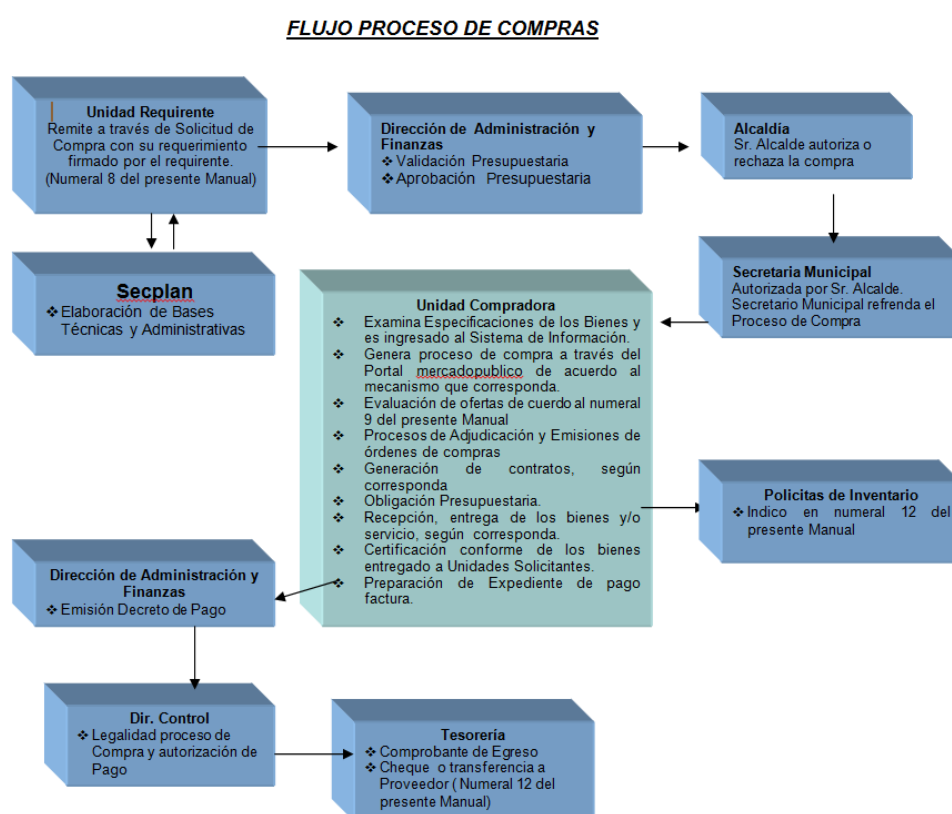 FLUJO PROCESO DE COMPRAS
Unidad Requirente
Remite a través de Solicitud de
Compra con su requerimiento
firmado por el requirente.
(Numeral 8 del presente Manual)
Dirección de Administración y
Finanzas
❖ Validación Presupuestaria
❖ Aprobación Presupuestaria
Alcaldía
Sr. Alcalde autoriza o
rechaza la compra
Secplan
❖ Elaboración de Bases
Técnicas y Administrativas
Secretaria Municipal
Autorizada por Sr. Alcalde.
Secretario Municipal refrenda el
Proceso de Compra
Unidad Compradora
❖ Examina Especificaciones de los Bienes y
es ingresado al Sistema de Información.
❖ Genera proceso de compra a través del
Portal mercadopublico de acuerdo al
mecanismo que corresponda.
❖ Evaluación de ofertas de cuerdo al numeral
9 del presente Manual
❖ Procesos de Adjudicación y Emisiones de
órdenes de compras
❖ Generación de contratos, según
corresponda
❖ Obligación Presupuestaria.
❖ Recepción, entrega de los bienes y/o
servicio, según corresponda.
❖ Certificación conforme de los bienes
entregado a Unidades Solicitantes.
❖ Preparación de Expediente de pago
factura.
Policitas de Inventario
❖ Indico en numeral 12 del
presente Manual
Dirección de Administración y
Finanzas
❖ Emisión Decreto de Pago
Dir. Control
❖ Legalidad proceso de
Compra y autorización de
Pago
Tesorería
❖ Comprobante de Egreso
❖ Cheque o transferencia a
Proveedor ( Numeral 12 del
presente Manual)